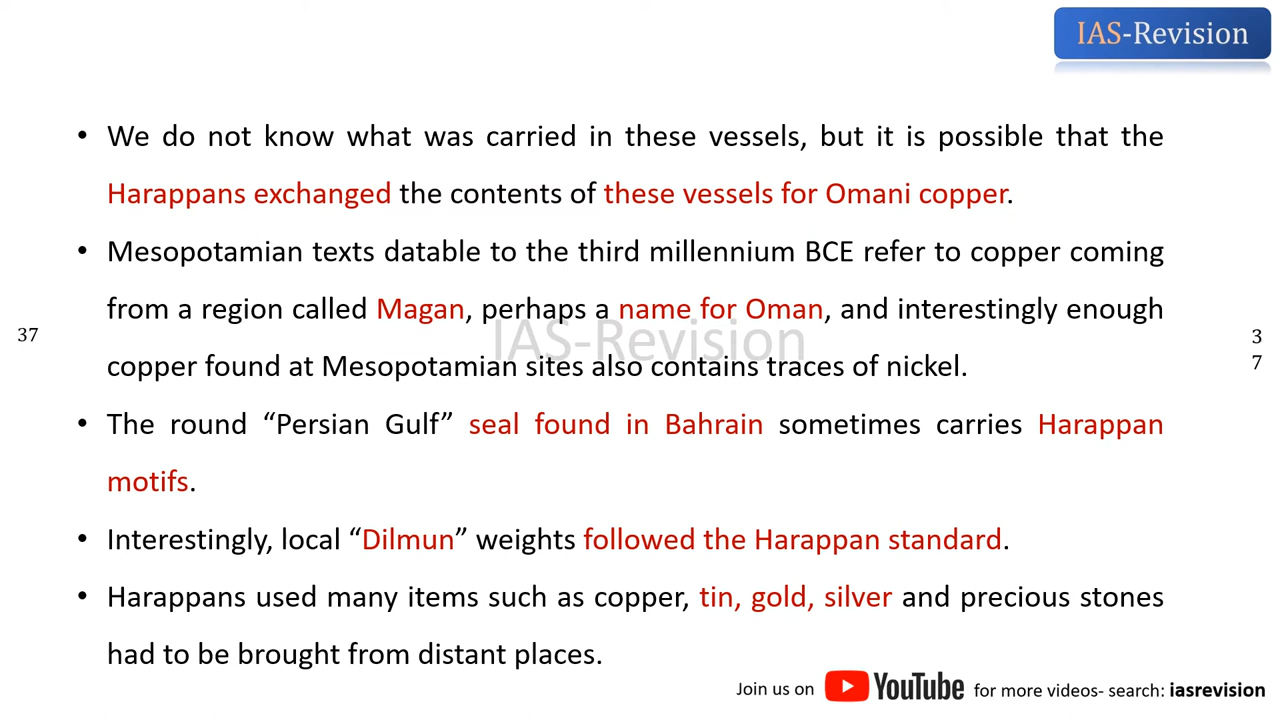 IAS-Revision
• We do not know what was carried in these vessels, but it is possible that the
Harappans exchanged the contents of these vessels for Omani copper.
• Mesopotamian texts datable to the third millennium BCE refer to copper coming
from a region called Magan, perhaps a name for Oman, and interestingly enough
37
3
7
IAS-Revision
copper found at Mesopotamian sites also contains traces of nickel.
• The round “Persian Gulf” seal found in Bahrain sometimes carries Harappan
motifs.
• Interestingly, local “Dilmun” weights followed the Harappan standard.
• Harappans used many items such as copper, tin, gold, silver and precious stones
had to be brought from distant places.
Join us on YouTube for more videos- search: iasrevision